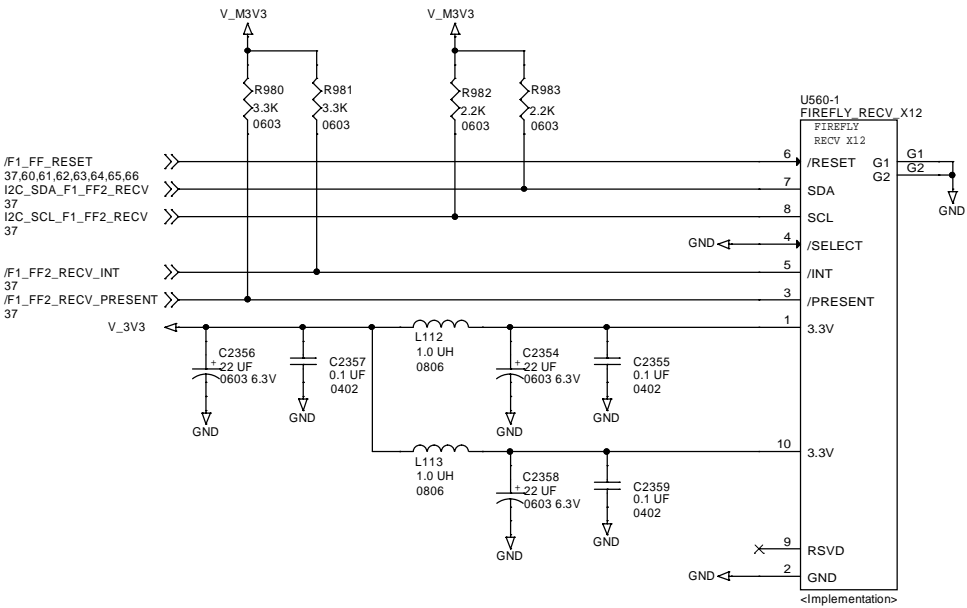 V_M3V3
V_M3V3
R980
3.3K
0603
R981
3.3K
0603
R982
2.2K
0603
R983
2.2K
0603
U560-1
FIREFLY_RECV_X12
FIREFLY
RECV X12
/F1_FF_RESET
37,60,61,62,63,64,65,66
I2C_SDA_F1_FF2_RECV
37
I2C_SCL_F1_FF2_RECV
37
/F1_FF2_RECV_INT
37
/F1_FF2_RECV_PRESENT
37
6 /RESET
7 SDA
8 SCL
GND 4 /SELECT
5 /INT
3 /PRESENT
1 3.3V
G1 G1
G2 G2
GND
V_3V3
L112
1.0 UH
0806
C2356
+ 22 UF
0603 6.3V
GND
C2357
0.1 UF
0402
GND
C2354
+ 22 UF
0603 6.3V
GND
C2355
0.1 UF
0402
GND
10 3.3V
L113
1.0 UH
0806
C2358
+ 22 UF
0603 6.3V
GND
C2359
0.1 UF
0402
GND
9 RSVD
GND 2 GND
<Implementation>